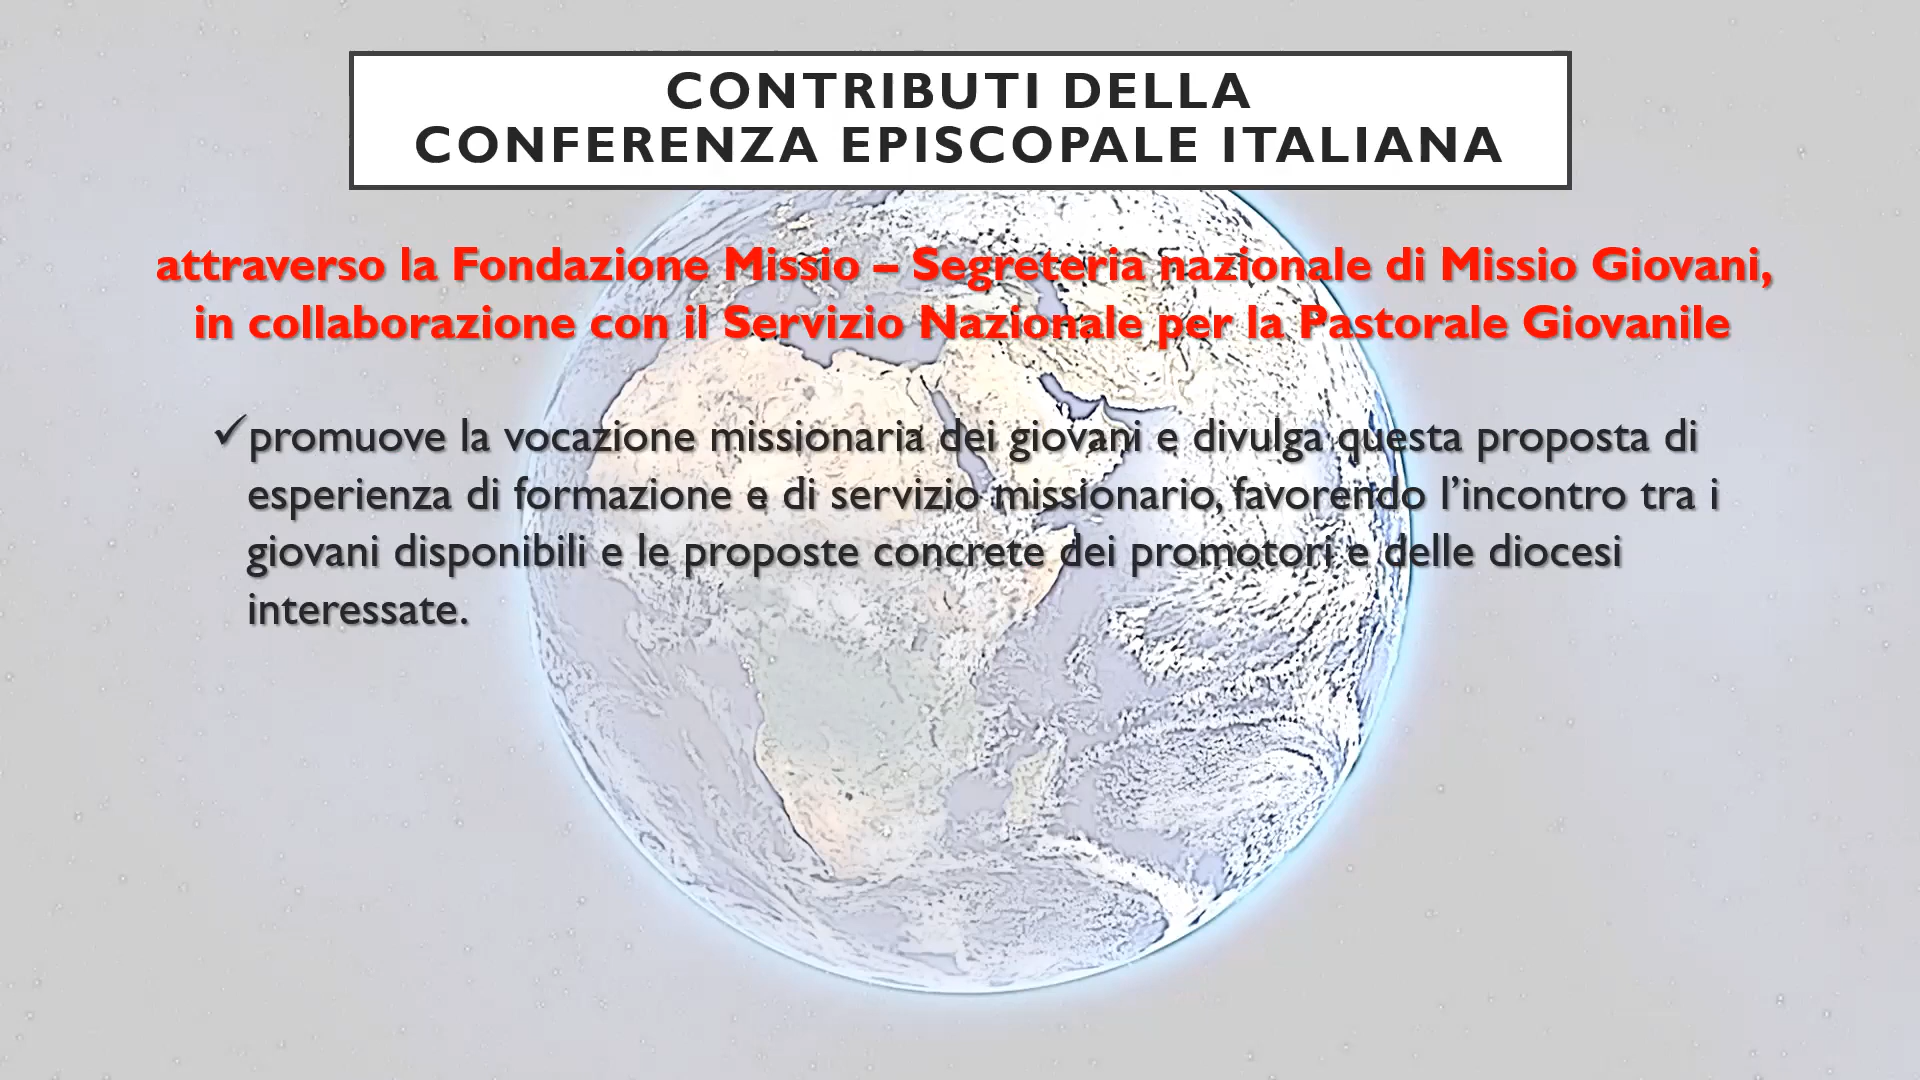 CONTRIBUTI DELLA
CONFERENZA EPISCOPALE ITALIANA
attraverso la Fondazione Missio – Segreteria nazionale di Missio Giovani,
in collaborazione con il Servizio Nazionale per la Pastorale Giovanile
✓promuove la vocazione missionaria dei giovani e divulga questa proposta di
esperienza di formazione e di servizio missionario, favorendo l’incontro tra i
giovani disponibili e le proposte concrete dei promotori e delle diocesi
interessate.